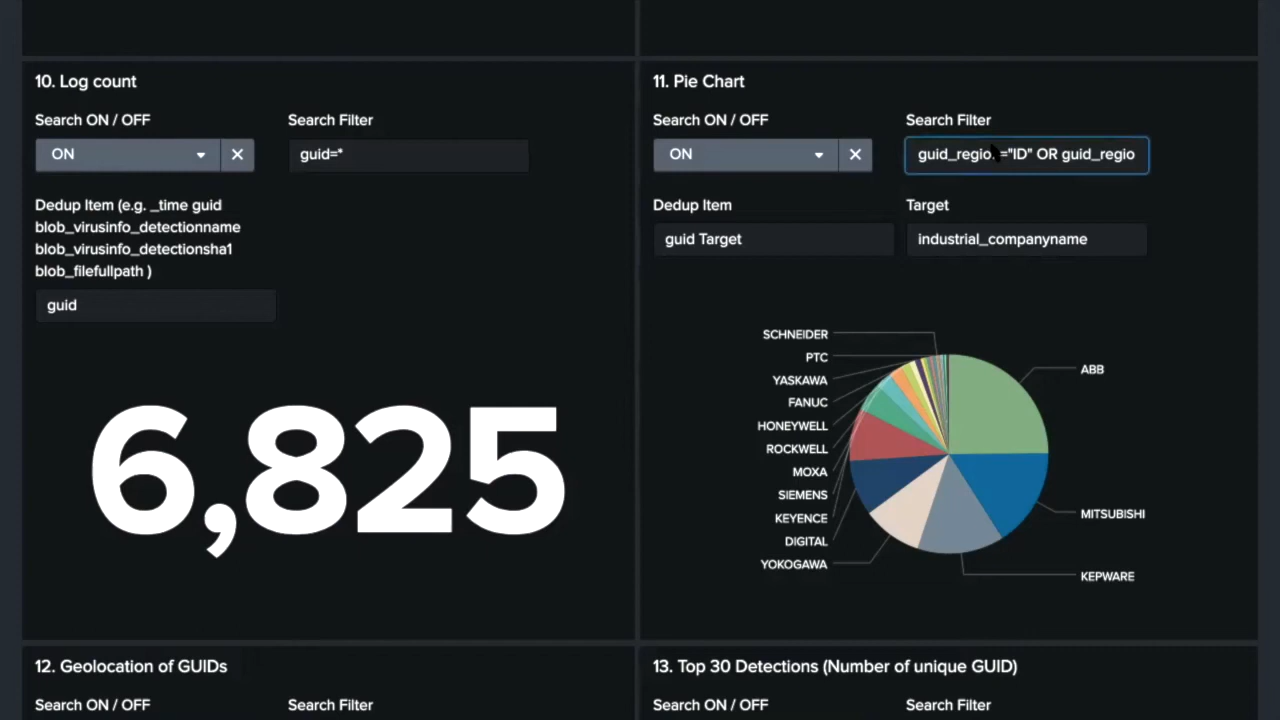 10. Log count
Search ON / OFF
Search Filter
ON
guid=*
Dedup Item (e.g. _time guid
blob_virusinfo_detectionname
blob_virusinfo_detectionsha1
blob_filefullpath )
guid
6,825
11. Pie Chart
Search ON / OFF
Search Filter
ON
="ID" OR guid_regio
Dedup Item
Target
guid Target
industrial_companyname
SCHNEIDER
PTC
YASKAWA
FANUC
HONEYWELL
ROCKWELL
MOXA
SIEMENS
KEYENCE
DIGITAL
YOKOGAWA
ABB
MITSUBISHI
KEPWARE
12. Geolocation of GUIDs
Search ON / OFF
Search Filter
13. Top 30 Detections (Number of unique GUID)
Search ON / OFF
Search Filter